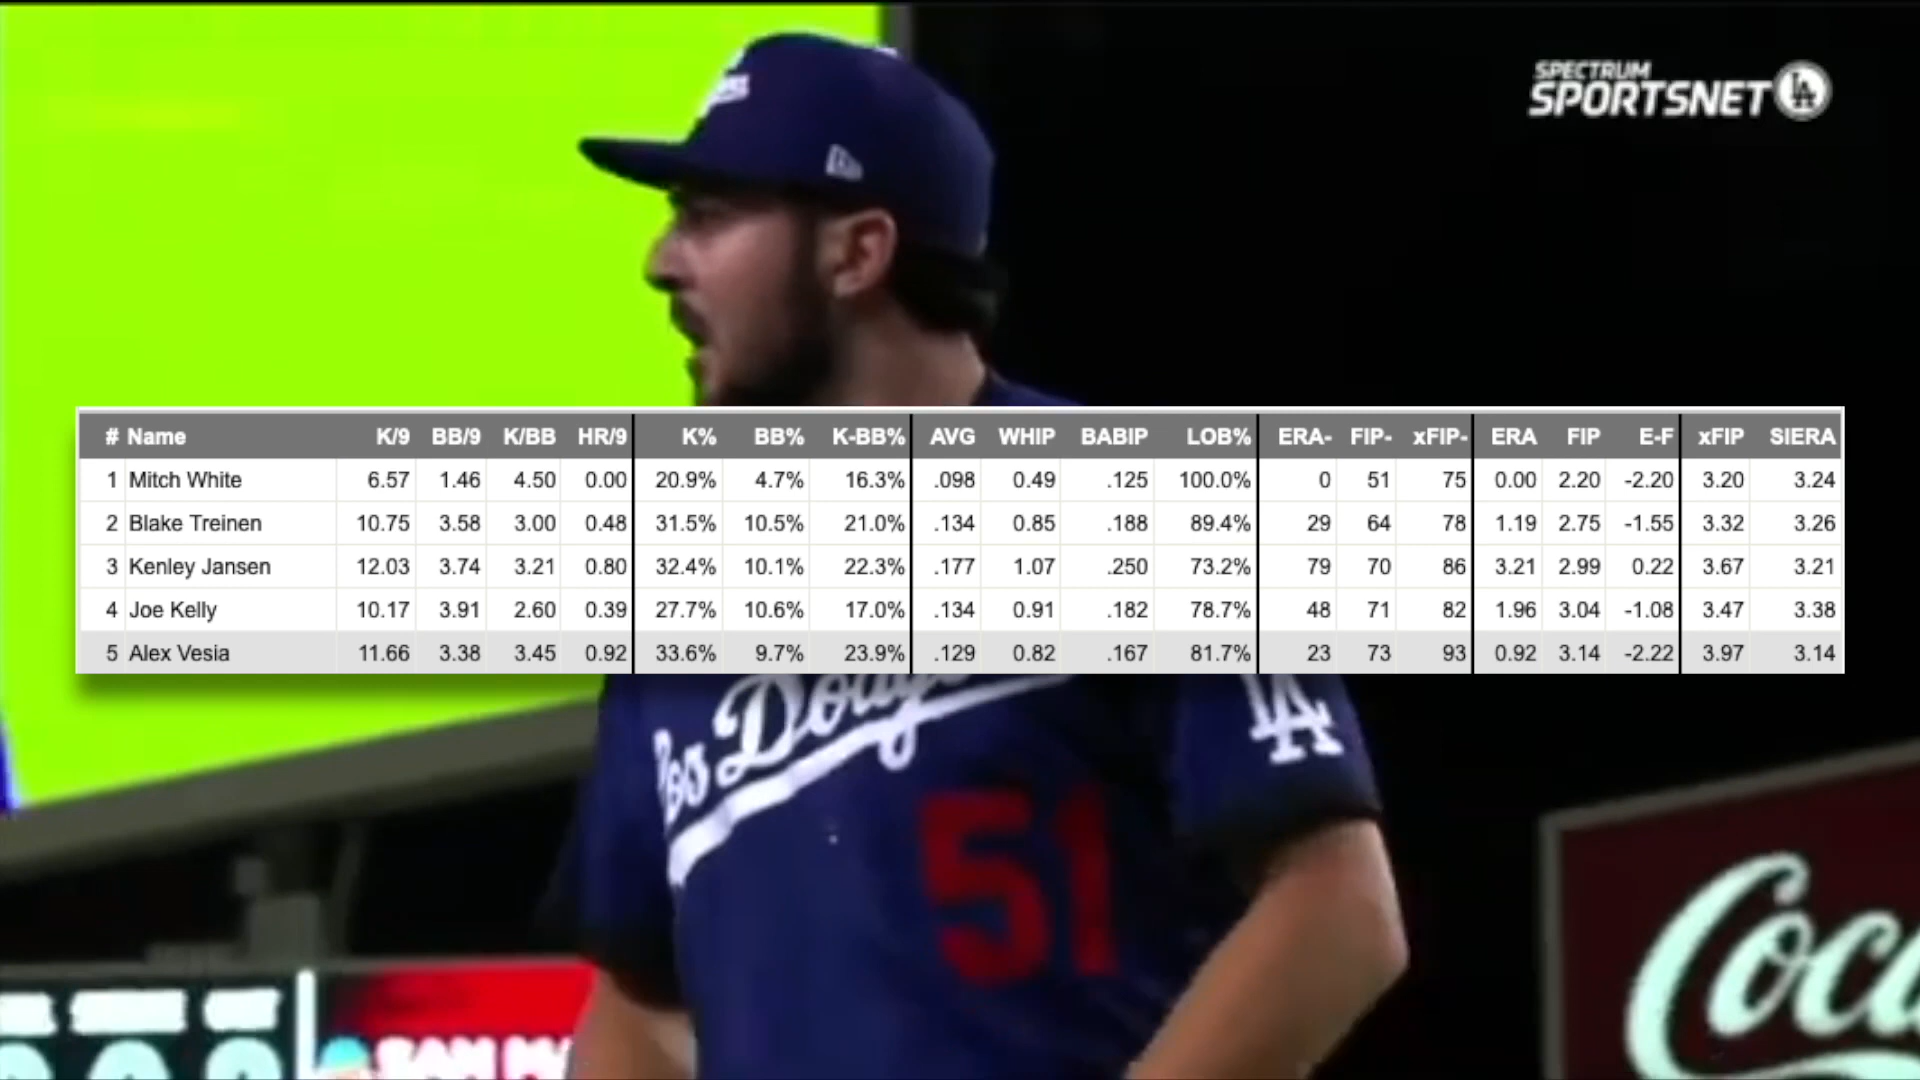 SPECTRUM
SPORTSNET LA
# Name K/9 BB/9 K/BB HR/9 K% BB% K-BB% AVG WHIP BABIP LOB% ERA- FIP- xFIP- ERA FIP E-F xFIP SIERA
1 Mitch White 6.57 1.46 4.50 0.00 20.9% 4.7% 16.3% .098 0.49 .125 100.0% 0 51 75 0.00 2.20 -2.20 3.20 3.24
2 Blake Treinen 10.75 3.58 3.00 0.48 31.5% 10.5% 21.0% .134 0.85 .188 89.4% 29 64 78 1.19 2.75 -1.55 3.32 3.26
3 Kenley Jansen 12.03 3.74 3.21 0.80 32.4% 10.1% 22.3% .177 1.07 .250 73.2% 79 70 86 3.21 2.99 0.22 3.67 3.21
4 Joe Kelly 10.17 3.91 2.60 0.39 27.7% 10.6% 17.0% .134 0.91 .182 78.7% 48 71 82 1.96 3.04 -1.08 3.47 3.38
5 Alex Vesia 11.66 3.38 3.45 0.92 33.6% 9.7% 23.9% .129 0.82 .167 81.7% 23 73 93 0.92 3.14 -2.22 3.97 3.14
Los Dodgers
LA
51
Coca